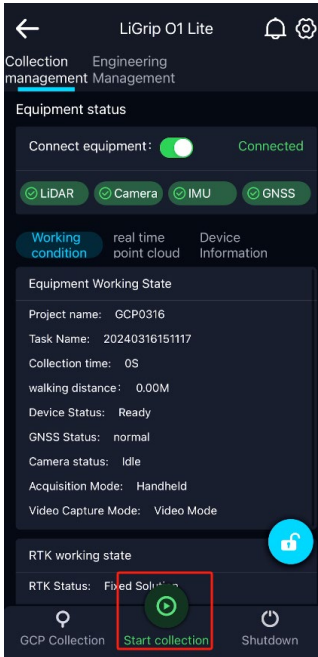 LiGrip O1 Lite
Collection management
Engineering Management
Equipment status
Connect equipment: Connected
LiDAR Camera IMU GNSS
Working condition
real time point cloud
Device Information
Equipment Working State
Project name: GCP0316
Task Name: 20240316151117
Collection time: 0S
walking distance: 0.00M
Device Status: Ready
GNSS Status: normal
Camera status: Idle
Acquisition Mode: Handheld
Video Capture Mode: Video Mode
RTK working state
RTK Status: Fixed Solution
GCP Collection Start collection Shutdown